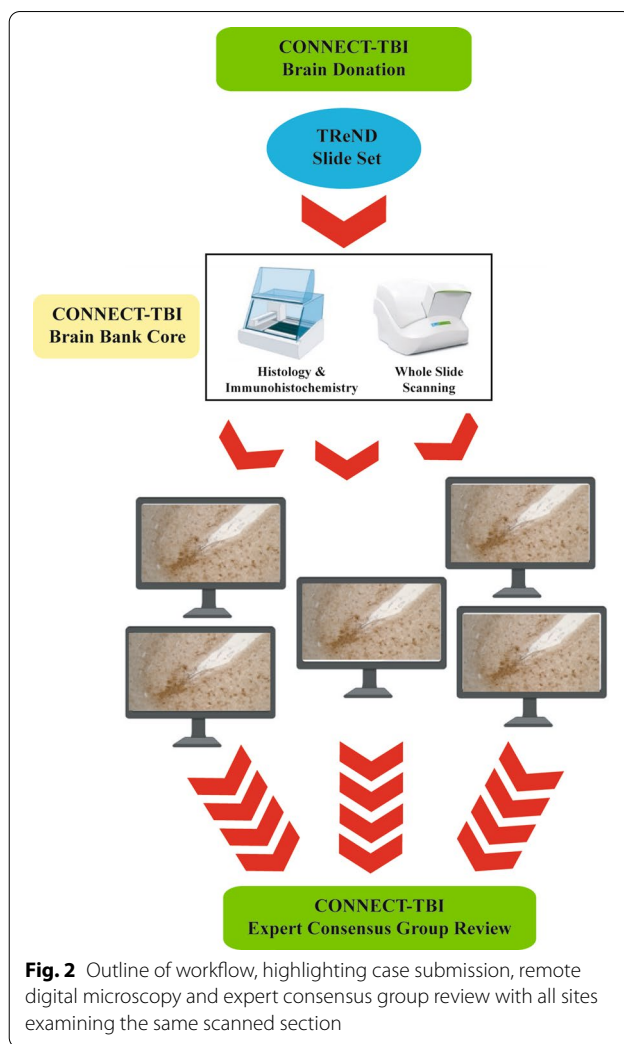 CONNECT-TBI
Brain Donation
TReND
Slide Set
CONNECT-TBI
Brain Bank Core
Histology &
Immunohistochemistry
Whole Slide
Scanning
CONNECT-TBI
Expert Consensus Group Review
Fig. 2 Outline of workflow, highlighting case submission, remote
digital microscopy and expert consensus group review with all sites
examining the same scanned section